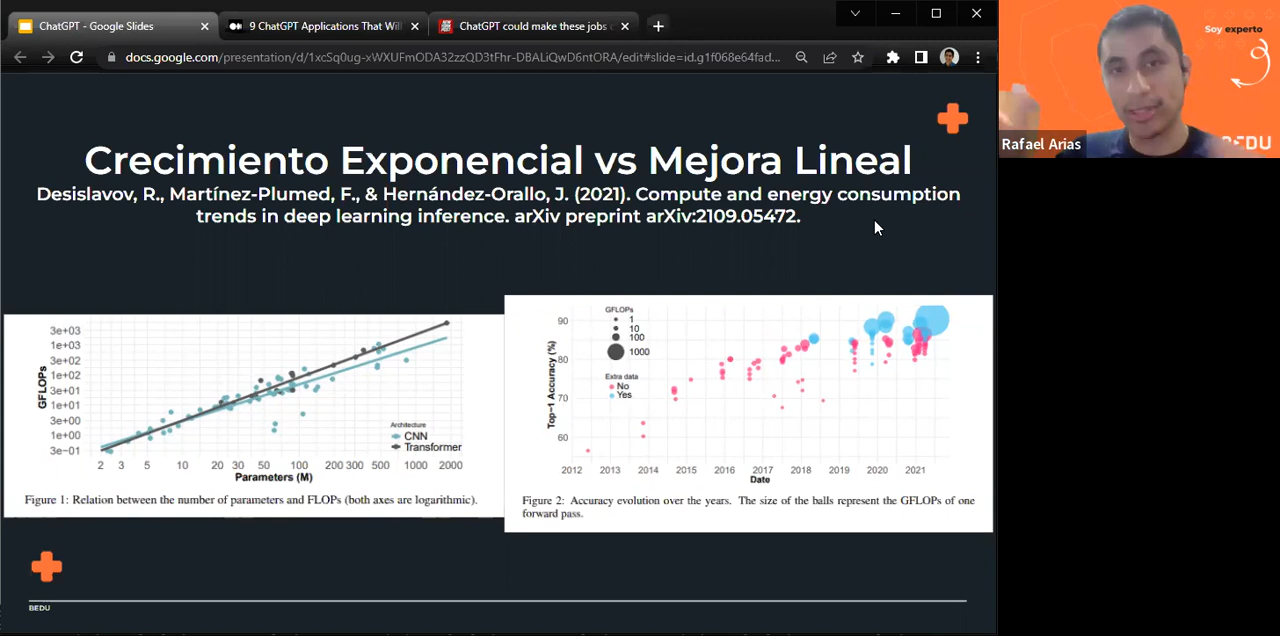 ChatGPT - Google Slides
9 ChatGPT Applications That Will
ChatGPT could make these jobs
docs.google.com/presentation/d/1xcSq0ug-xWXUFmODA32zzQD3tFhr-DBALiQwD6ntORA/edit#slide=id.g1f068e64fad...
Soy experto
BEDU
Rafael Arias
Crecimiento Exponencial vs Mejora Lineal
Desislavov, R., Martínez-Plumed, F., & Hernández-Orallo, J. (2021). Compute and energy consumption
trends in deep learning inference. arXiv preprint arXiv:2109.05472.
3e+03
1e+03
3e+02
1e+02
3e+01
1e+01
3e+00
1e+00
3e-01
GFLOPs
Architecture
CNN
Transformer
2 3 5 10 20 30 50 100 200 300 500 1000 2000
Parameters (M)
Figure 1: Relation between the number of parameters and FLOPs (both axes are logarithmic).
GFLOPs
1
10
100
1000
Extra data
No
Yes
90
80
70
60
Top-1 Accuracy (%)
2012 2013 2014 2015 2016 2017 2018 2019 2020 2021
Date
Figure 2: Accuracy evolution over the years. The size of the balls represent the GFLOPs of one
forward pass.
BEDU